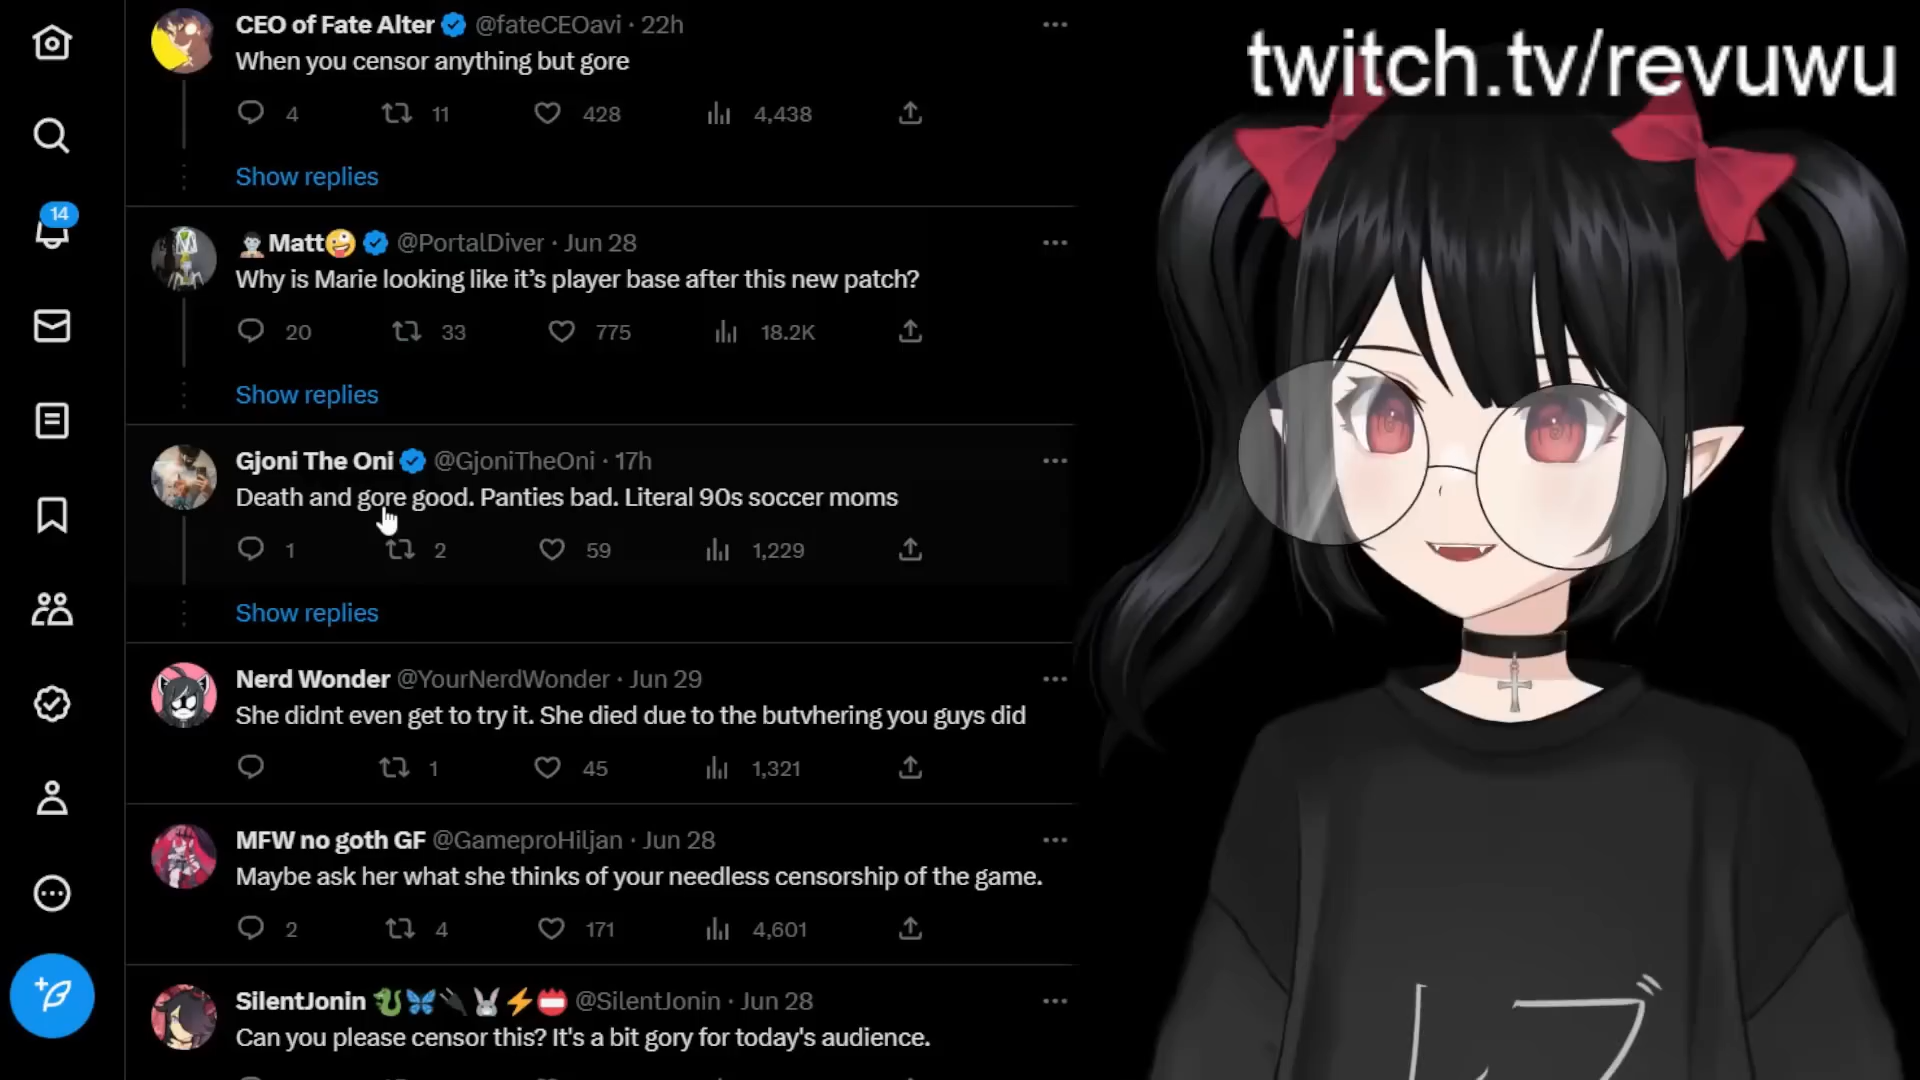 twitch.tv/revuwu
CEO of Fate Alter @fateCEOavi · 22h
When you censor anything but gore
4 11 428 4,438
Show replies
14
Matt🤪 @PortalDiver · Jun 28
Why is Marie looking like it’s player base after this new patch?
20 33 775 18.2K
Show replies
Gjoni The Oni @GjoniTheOni · 17h
Death and gore good. Panties bad. Literal 90s soccer moms
1 2 59 1,229
Show replies
Nerd Wonder @YourNerdWonder · Jun 29
She didnt even get to try it. She died due to the butvhering you guys did
1 45 1,321
MFW no goth GF @GameproHiljan · Jun 28
Maybe ask her what she thinks of your needless censorship of the game.
2 4 171 4,601
SilentJonin 🐉🦋🔌🐰⚡📛 @SilentJonin · Jun 28
Can you please censor this? It's a bit gory for today's audience.
レブ